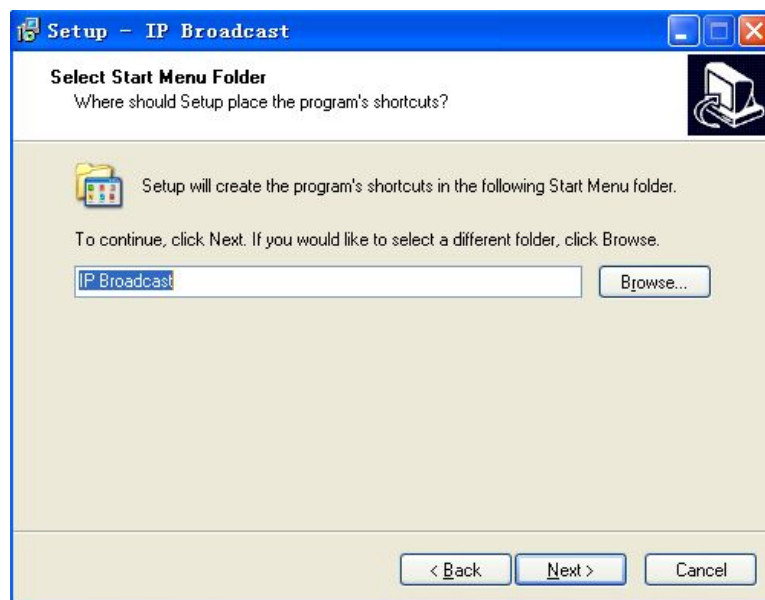 Setup - IP Broadcast
Select Start Menu Folder
Where should Setup place the program's shortcuts?
Setup will create the program's shortcuts in the following Start Menu folder.
To continue, click Next. If you would like to select a different folder, click Browse.
IP Broadcast
Browse...
< Back
Next >
Cancel